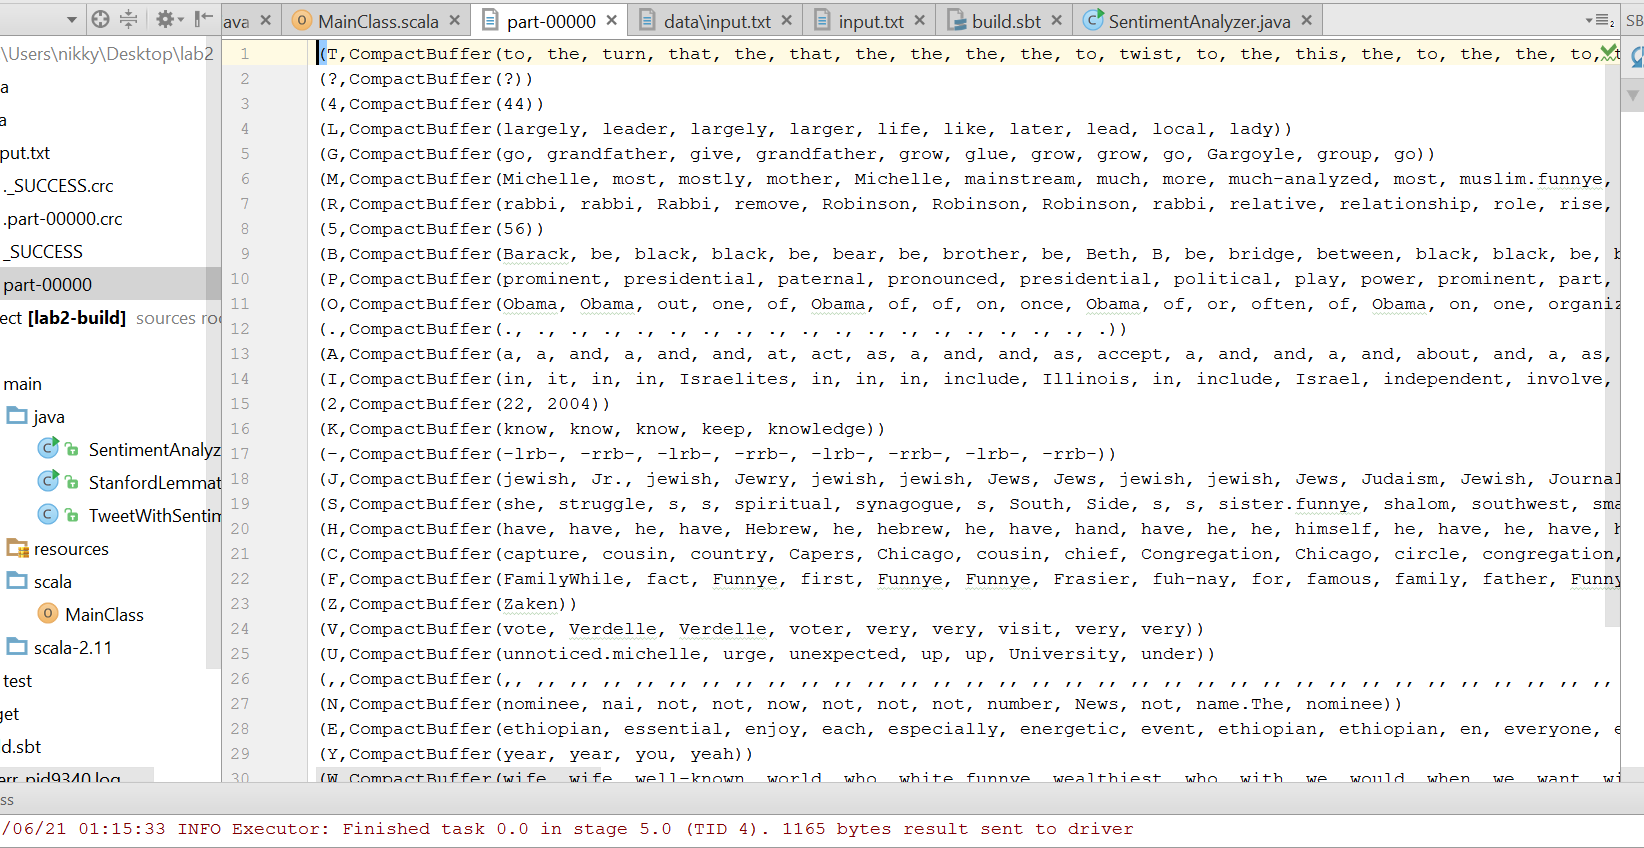 ava MainClass.scala part-00000 data\input.txt input.txt build.sbt SentimentAnalyzer.java 2 SB
\Users\nikky\Desktop\lab2
a
a
put.txt
._SUCCESS.crc
.part-00000.crc
_SUCCESS
part-00000
ect [lab2-build] sources roo
main
java
SentimentAnalyz
StanfordLemmat
TweetWithSentim
resources
scala
MainClass
scala-2.11
test
get
d.sbt
err_pid9340.log
1 (T,CompactBuffer(to, the, turn, that, the, that, the, the, the, the, to, twist, to, the, this, the, to, the, the, to, t
2 (?,CompactBuffer(?))
3 (4,CompactBuffer(44))
4 (L,CompactBuffer(largely, leader, largely, larger, life, like, later, lead, local, lady))
5 (G,CompactBuffer(go, grandfather, give, grandfather, grow, glue, grow, grow, go, Gargoyle, group, go))
6 (M,CompactBuffer(Michelle, most, mostly, mother, Michelle, mainstream, much, more, much-analyzed, most, muslim.funnye,
7 (R,CompactBuffer(rabbi, rabbi, Rabbi, remove, Robinson, Robinson, Robinson, rabbi, relative, relationship, role, rise,
8 (5,CompactBuffer(56))
9 (B,CompactBuffer(Barack, be, black, black, be, bear, be, brother, be, Beth, B, be, bridge, between, black, black, be, b
10 (P,CompactBuffer(prominent, presidential, paternal, pronounced, presidential, political, play, power, prominent, part,
11 (O,CompactBuffer(Obama, Obama, out, one, of, Obama, of, of, on, once, Obama, of, or, often, of, Obama, on, one, organiz
12 (.,CompactBuffer(., ., ., ., ., ., ., ., ., ., ., ., ., ., ., ., ., ., .))
13 (A,CompactBuffer(a, a, and, a, and, and, at, act, as, a, and, and, as, accept, a, and, and, a, and, about, and, a, as,
14 (I,CompactBuffer(in, it, in, in, Israelites, in, in, in, include, Illinois, in, include, Israel, independent, involve,
15 (2,CompactBuffer(22, 2004))
16 (K,CompactBuffer(know, know, know, keep, knowledge))
17 (-,CompactBuffer(-lrb-, -rrb-, -lrb-, -rrb-, -lrb-, -rrb-, -lrb-, -rrb-))
18 (J,CompactBuffer(jewish, Jr., jewish, Jewry, jewish, jewish, Jews, Jews, jewish, jewish, Jews, Judaism, Jewish, Journal
19 (S,CompactBuffer(she, struggle, s, s, spiritual, synagogue, s, South, Side, s, s, sister.funnye, shalom, southwest, sma
20 (H,CompactBuffer(have, have, he, have, Hebrew, he, hebrew, he, have, hand, have, he, he, himself, he, have, he, have, h
21 (C,CompactBuffer(capture, cousin, country, Capers, Chicago, cousin, chief, Congregation, Chicago, circle, congregation,
22 (F,CompactBuffer(FamilyWhile, fact, Funnye, first, Funnye, Funnye, Frasier, fuh-nay, for, famous, family, father, Funny
23 (Z,CompactBuffer(Zaken))
24 (V,CompactBuffer(vote, Verdelle, Verdelle, voter, very, very, visit, very, very))
25 (U,CompactBuffer(unnoticed.michelle, urge, unexpected, up, up, University, under))
26 (,,CompactBuffer(,, ,, ,, ,, ,, ,, ,, ,, ,, ,, ,, ,, ,, ,, ,, ,, ,, ,, ,, ,, ,, ,, ,, ,, ,, ,, ,, ,, ,, ,, ,, ,, ,, ,,
27 (N,CompactBuffer(nominee, nai, not, not, now, not, not, not, number, News, not, name.The, nominee))
28 (E,CompactBuffer(ethiopian, essential, enjoy, each, especially, energetic, event, ethiopian, ethiopian, en, everyone, e
29 (Y,CompactBuffer(year, year, you, yeah))
30 (W,CompactBuffer(wife, wife, well-known, world, who, white.funnye, wealthiest, who, with, we, would, when, we, want, wi
ss
/06/21 01:15:33 INFO Executor: Finished task 0.0 in stage 5.0 (TID 4). 1165 bytes result sent to driver